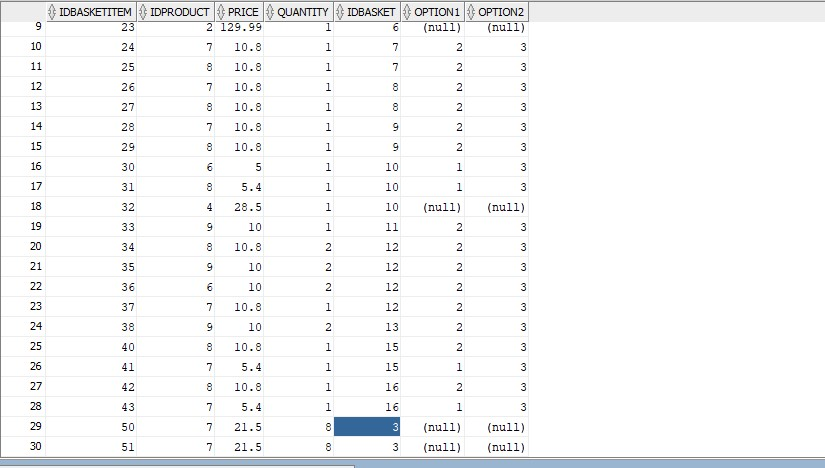 IDBASKETITEM IDPRODUCT PRICE QUANTITY IDBASKET OPTION1 OPTION2
9 23 2 129.99 1 6 (null) (null)
10 24 7 10.8 1 7 2 3
11 25 8 10.8 1 7 2 3
12 26 7 10.8 1 8 2 3
13 27 8 10.8 1 8 2 3
14 28 7 10.8 1 9 2 3
15 29 8 10.8 1 9 2 3
16 30 6 5 1 10 1 3
17 31 8 5.4 1 10 1 3
18 32 4 28.5 1 10 (null) (null)
19 33 9 10 1 11 2 3
20 34 8 10.8 2 12 2 3
21 35 9 10 2 12 2 3
22 36 6 10 2 12 2 3
23 37 7 10.8 1 12 2 3
24 38 9 10 2 13 2 3
25 40 8 10.8 1 15 2 3
26 41 7 5.4 1 15 1 3
27 42 8 10.8 1 16 2 3
28 43 7 5.4 1 16 1 3
29 50 7 21.5 8 3 (null) (null)
30 51 7 21.5 8 3 (null) (null)